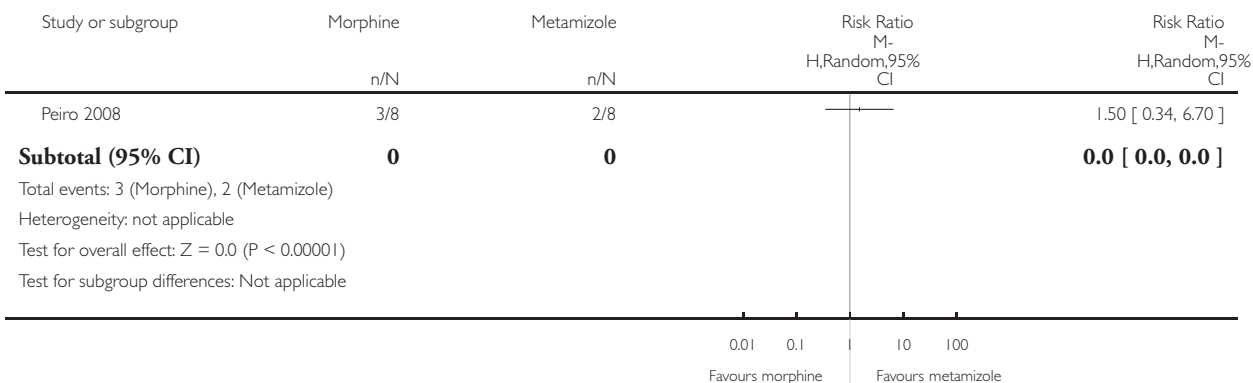 Study or subgroup Morphine Metamizole Risk Ratio Risk Ratio
M- M-
H,Random,95% H,Random,95%
n/N n/N CI CI
Peiro 2008 3/8 2/8 1.50 [ 0.34, 6.70 ]
Subtotal (95% CI) 0 0 0.0 [ 0.0, 0.0 ]
Total events: 3 (Morphine), 2 (Metamizole)
Heterogeneity: not applicable
Test for overall effect: Z = 0.0 (P < 0.00001)
Test for subgroup differences: Not applicable
0.01 0.1 1 10 100
Favours morphine Favours metamizole